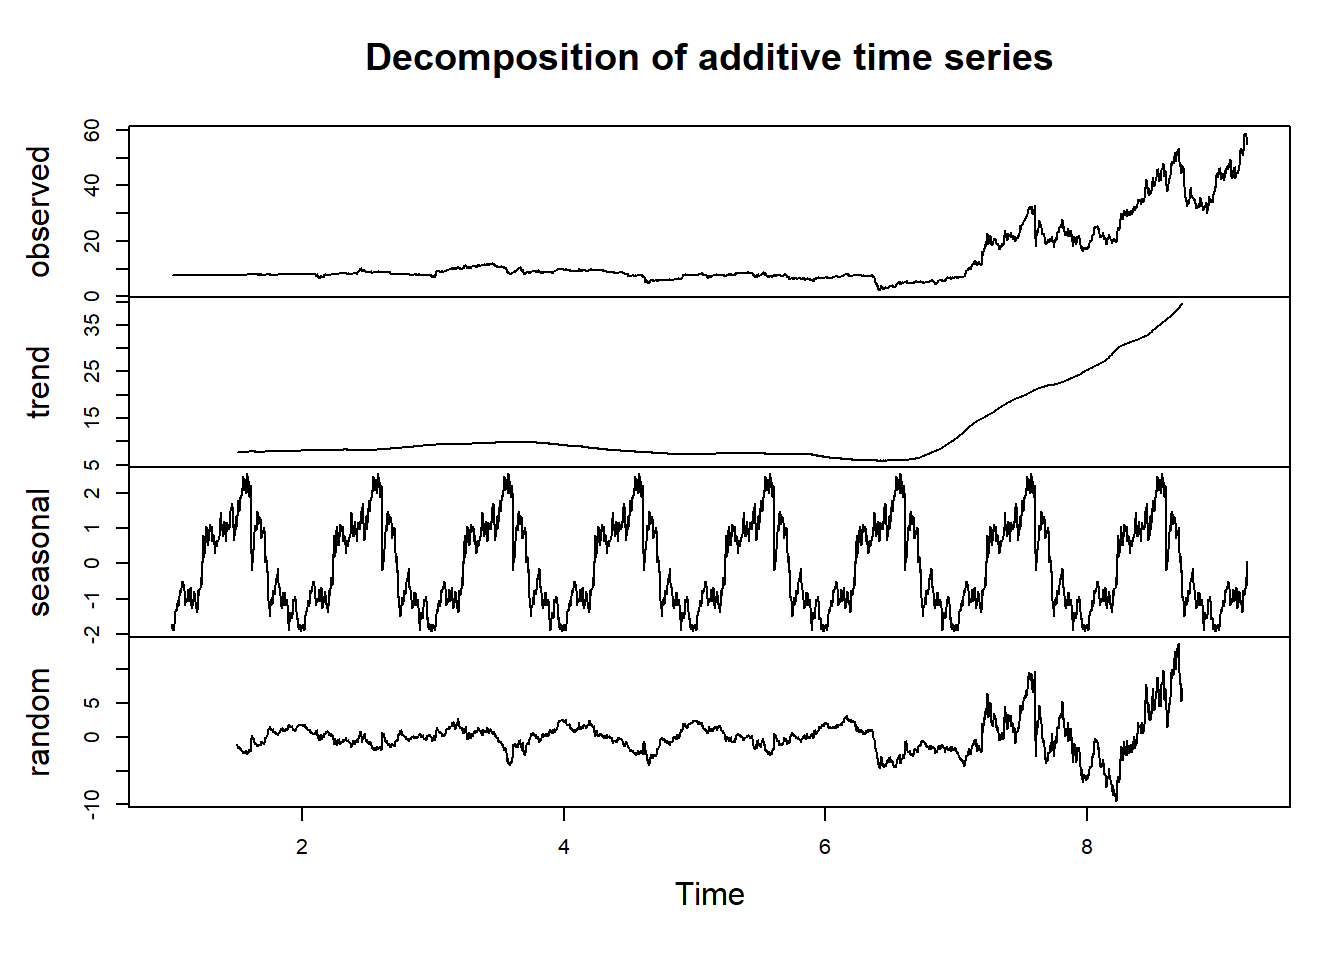 Decomposition of additive time series
observed
0 20 40 60
trend
5 15 25 35
seasonal
-2 -1 0 1 2
random
-10 0 5
2 4 6 8
Time